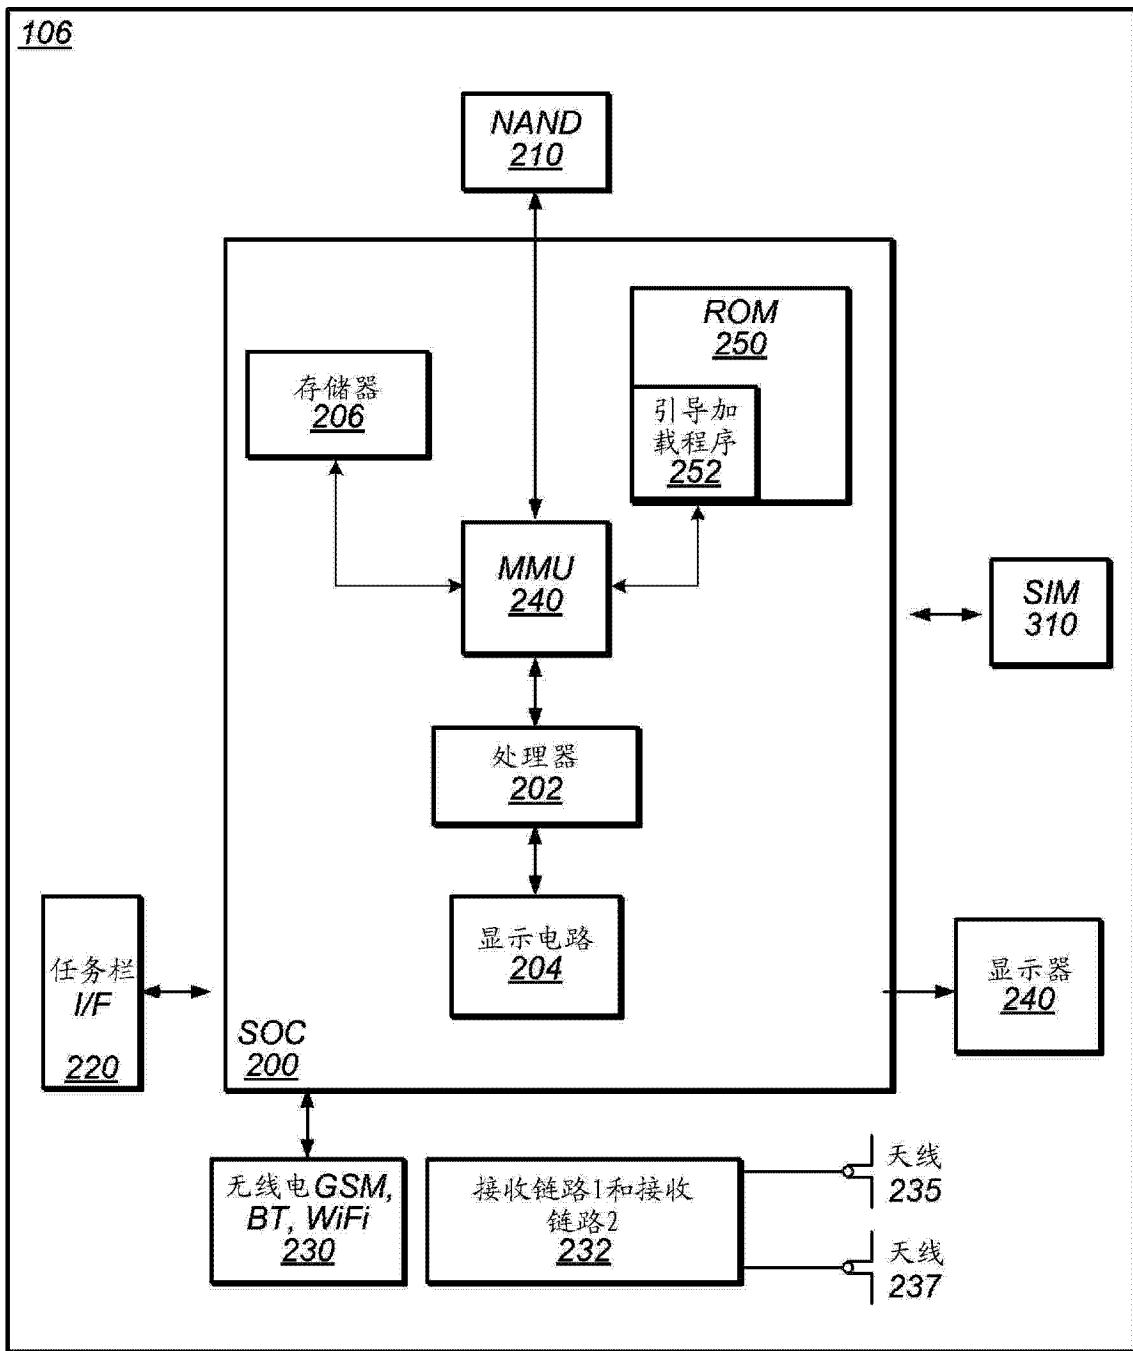 106
NAND
210
ROM
250
存储器
206
引导加
载程序
252
MMU
240
SIM
310
处理器
202
显示电路
204
任务栏
I/F
220
显示器
240
SOC
200
无线电GSM,
BT, WiFi
230
接收链路1和接收
链路2
232
天线
235
天线
237